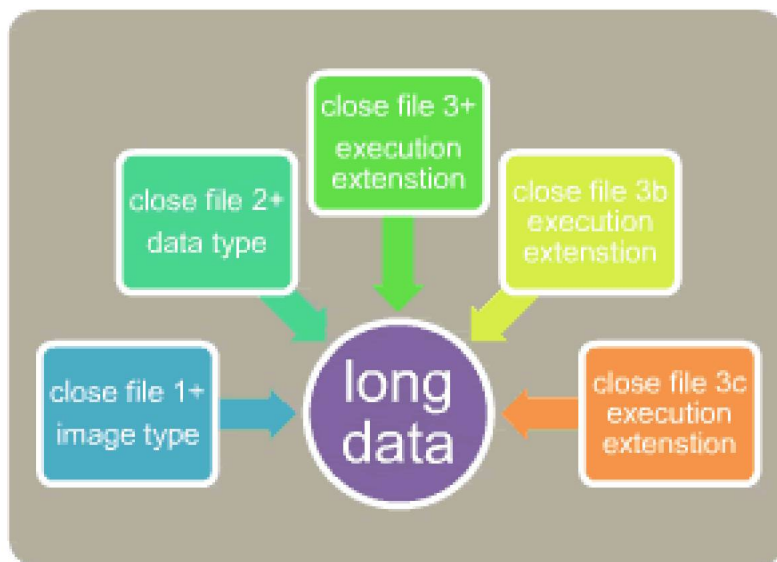 close file 3+
execution
extenstion
close file 2+
data type
close file 3b
execution
extenstion
close file 1+
image type
long
data
close file 3c
execution
extenstion